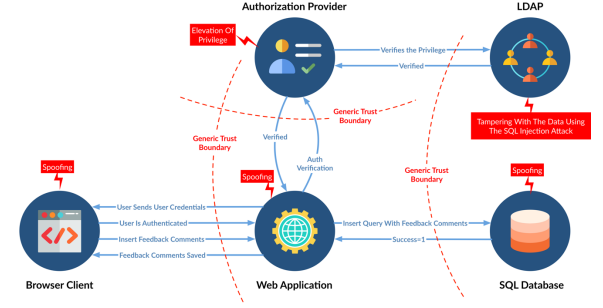 Authorization Provider
LDAP
Elevation Of
Privilege
Verifies the Privilege
Verified
Tampering With The Data Using
The SQL Injection Attack
Generic Trust
Boundary
Generic Trust
Boundary
Generic Trust
Boundary
Verified
Auth
Verification
Spoofing
Spoofing
Spoofing
User Sends User Credentials
User Is Authenticated
Insert Feedback Comments
Feedback Comments Saved
Insert Query With Feedback Comments
Success=1
</>
Browser Client
Web Application
SQL Database